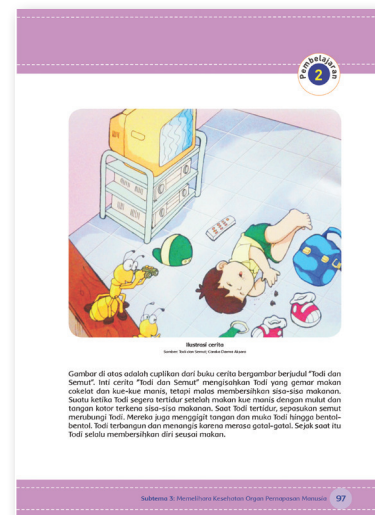 Pembelajaran
2
Ilustrasi cerita
Gambar di atas adalah cuplikan dari buku cerita bergambar berjudul "Todi dan
Semut". Inti cerita "Todi dan Semut" mengisahkan Todi yang gemar makan
cokelat dan kue-kue manis, tetapi malas membersihkan sisa-sisa makanan.
Suatu ketika Todi segera tertidur setelah makan kue manis dengan mulut dan
tangan kotor terkena sisa-sisa makanan. Saat Todi tertidur, sepasukan semut
merubungi Todi. Mereka juga menggigit tangan dan muka Todi hingga bentol-
bentol. Todi terbangun dan menangis karena merasa gatal-gatal. Sejak saat itu
Todi selalu membersihkan diri seusai makan.
Subtema 3: Memelihara Kesehatan Organ Pernapasan Manusia 97